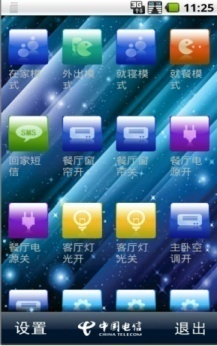 3G
11:25
在家模式
外出模式
就寝模式
就餐模式
SMS
回家短信
餐厅窗帘开
餐厅窗帘关
餐厅电源开
餐厅电源关
客厅灯光开
客厅灯光关
主卧空调开
设置
中国电信
CHINA TELECOM
退出